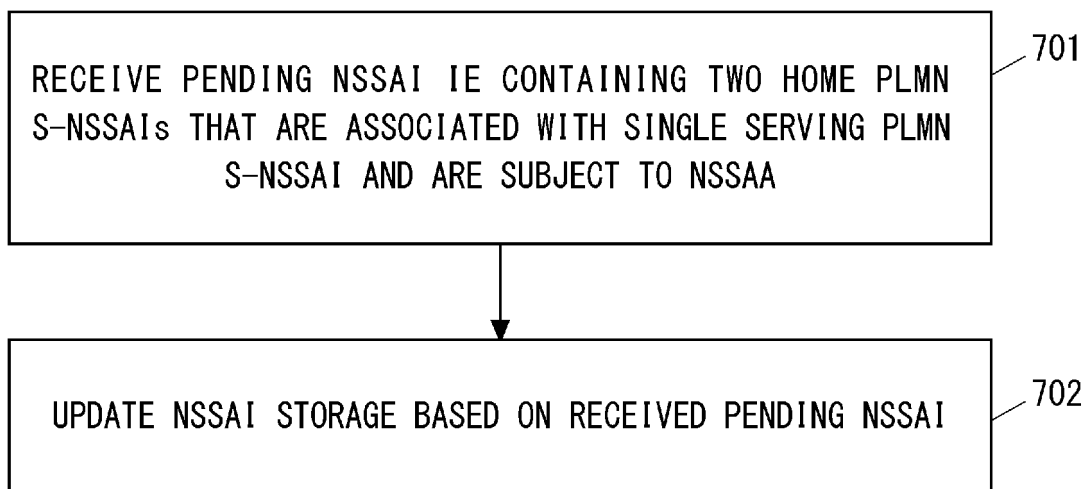 RECEIVE PENDING NSSAI IE CONTAINING TWO HOME PLMN
S-NSSAIs THAT ARE ASSOCIATED WITH SINGLE SERVING PLMN
S-NSSAI AND ARE SUBJECT TO NSSAA
701
UPDATE NSSAI STORAGE BASED ON RECEIVED PENDING NSSAI
702